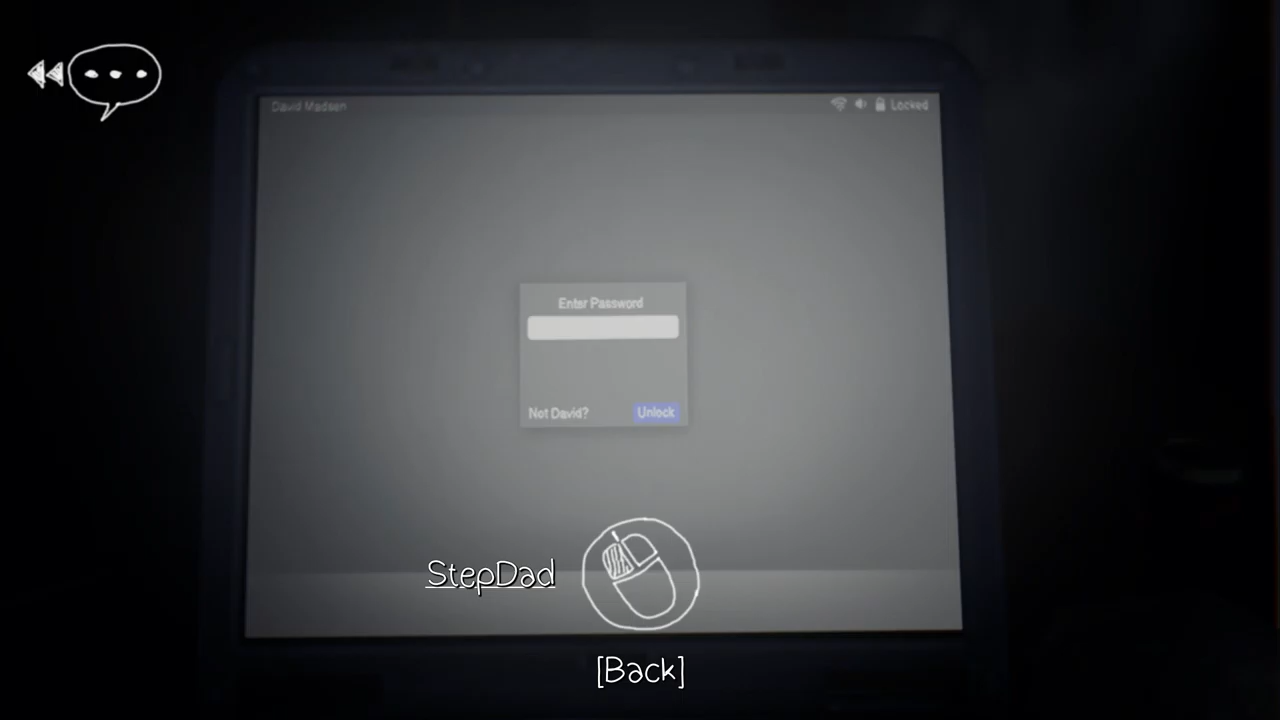 David Madsen
Locked
Enter Password
Not David?
Unlock
StepDad
[Back]